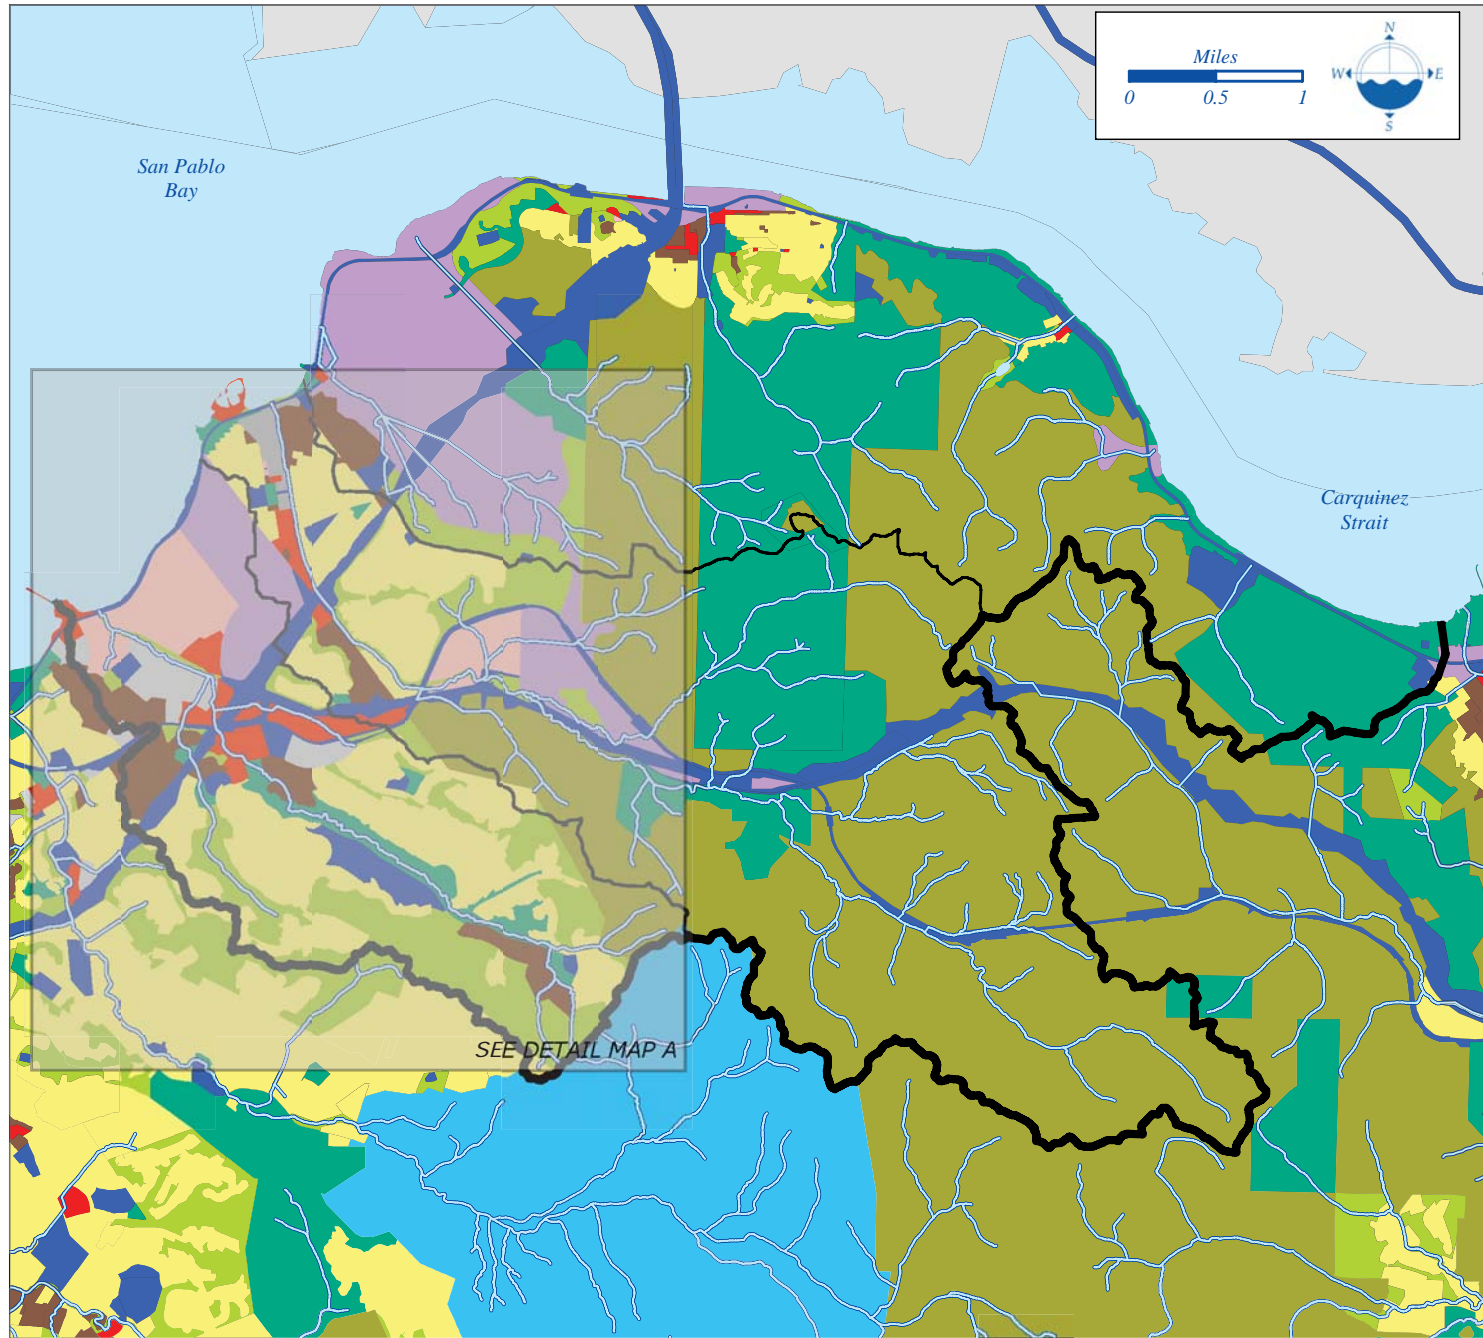 Miles
0 0.5 1
N
W E
S
San Pablo
Bay
Carquinez
Strait
SEE DETAIL MAP A